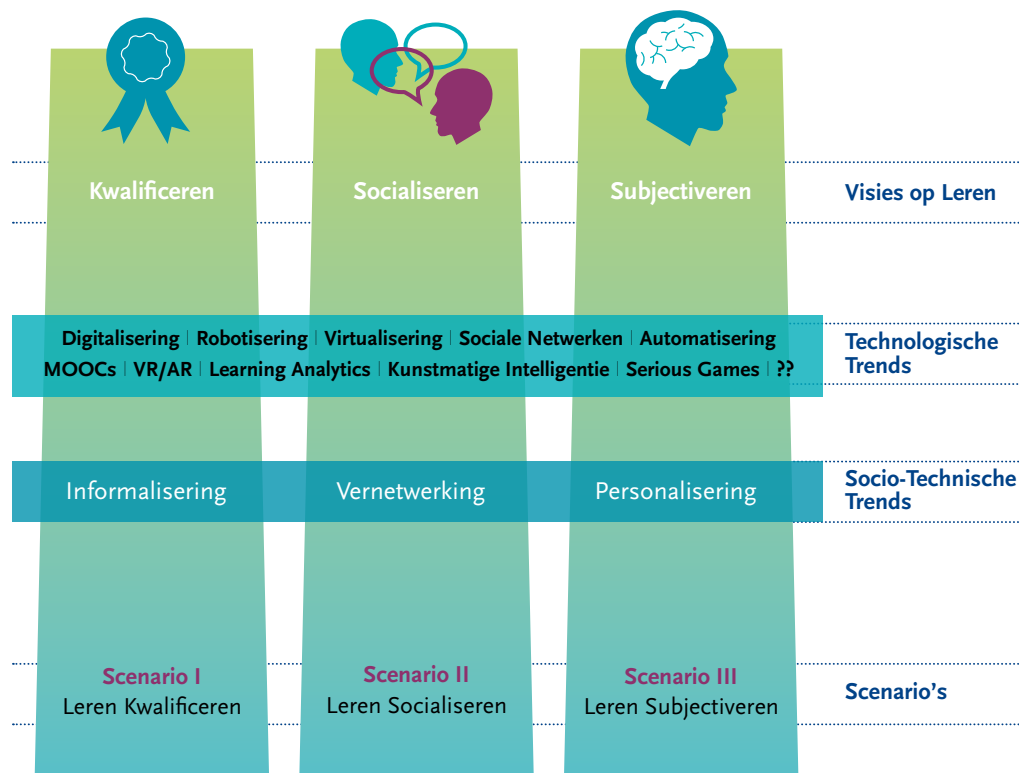 Kwalificeren
Socialiseren
Subjectiveren
Visies op Leren
Digitalisering | Robotisering | Virtualisering | Sociale Netwerken | Automatisering
MOOCs | VR/AR | Learning Analytics | Kunstmatige Intelligentie | Serious Games | ??
Technologische
Trends
Informalisering
Vernetwerking
Personalisering
Socio-Technische
Trends
Scenario I
Leren Kwalificeren
Scenario II
Leren Socialiseren
Scenario III
Leren Subjectiveren
Scenario's